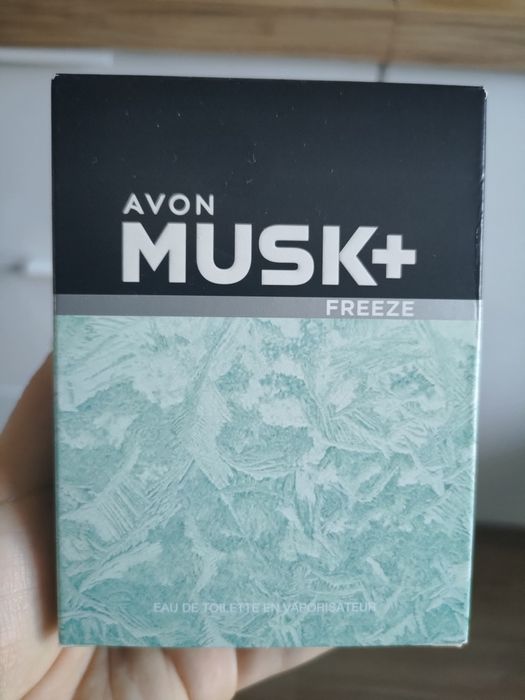 AVON
MUSK+
FREEZE
EAU DE TOILETTE EN VAPORISATEUR